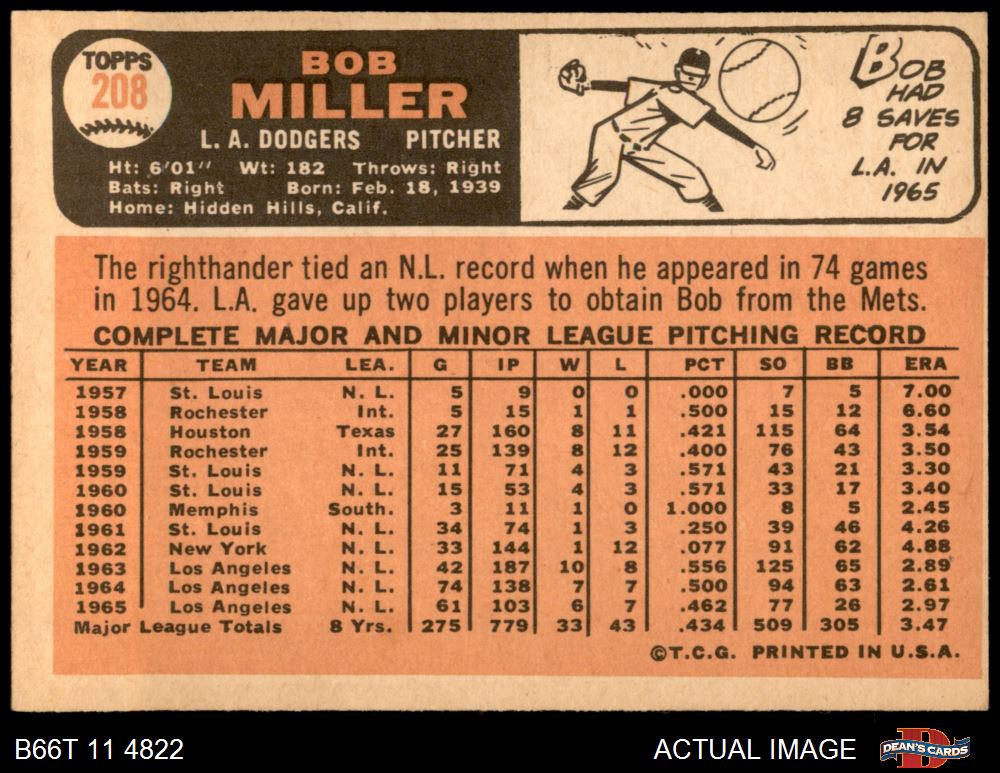 TOPPS
208
BOB
MILLER
L. A. DODGERS PITCHER
Ht: 6'01" Wt: 182 Throws: Right
Bats: Right Born: Feb. 18, 1939
Home: Hidden Hills, Calif.
BOB
HAD
8 SAVES
FOR
L.A. IN
1965
The righthander tied an N.L. record when he appeared in 74 games
in 1964. L.A. gave up two players to obtain Bob from the Mets.
COMPLETE MAJOR AND MINOR LEAGUE PITCHING RECORD
YEAR TEAM LEA. G IP W L PCT SO BB ERA
1957 St. Louis N. L. 5 9 0 0 .000 7 5 7.00
1958 Rochester Int. 5 15 1 1 .500 15 12 6.60
1958 Houston Texas 27 160 8 11 .421 115 64 3.54
1959 Rochester Int. 25 139 8 12 .400 76 43 3.50
1959 St. Louis N. L. 11 71 4 3 .571 43 21 3.30
1960 St. Louis N. L. 15 53 4 3 .571 33 17 3.40
1960 Memphis South. 3 11 1 0 1.000 8 5 2.45
1961 St. Louis N. L. 34 74 1 3 .250 39 46 4.26
1962 New York N. L. 33 144 1 12 .077 91 62 4.88
1963 Los Angeles N. L. 42 187 10 8 .556 125 65 2.89
1964 Los Angeles N. L. 74 138 7 7 .500 94 63 2.61
1965 Los Angeles N. L. 61 103 6 7 .462 77 26 2.97
Major League Totals 8 Yrs. 275 779 33 43 .434 509 305 3.47
©T.C.G. PRINTED IN U.S.A.
B66T 11 4822 ACTUAL IMAGE DEAN'S CARDS